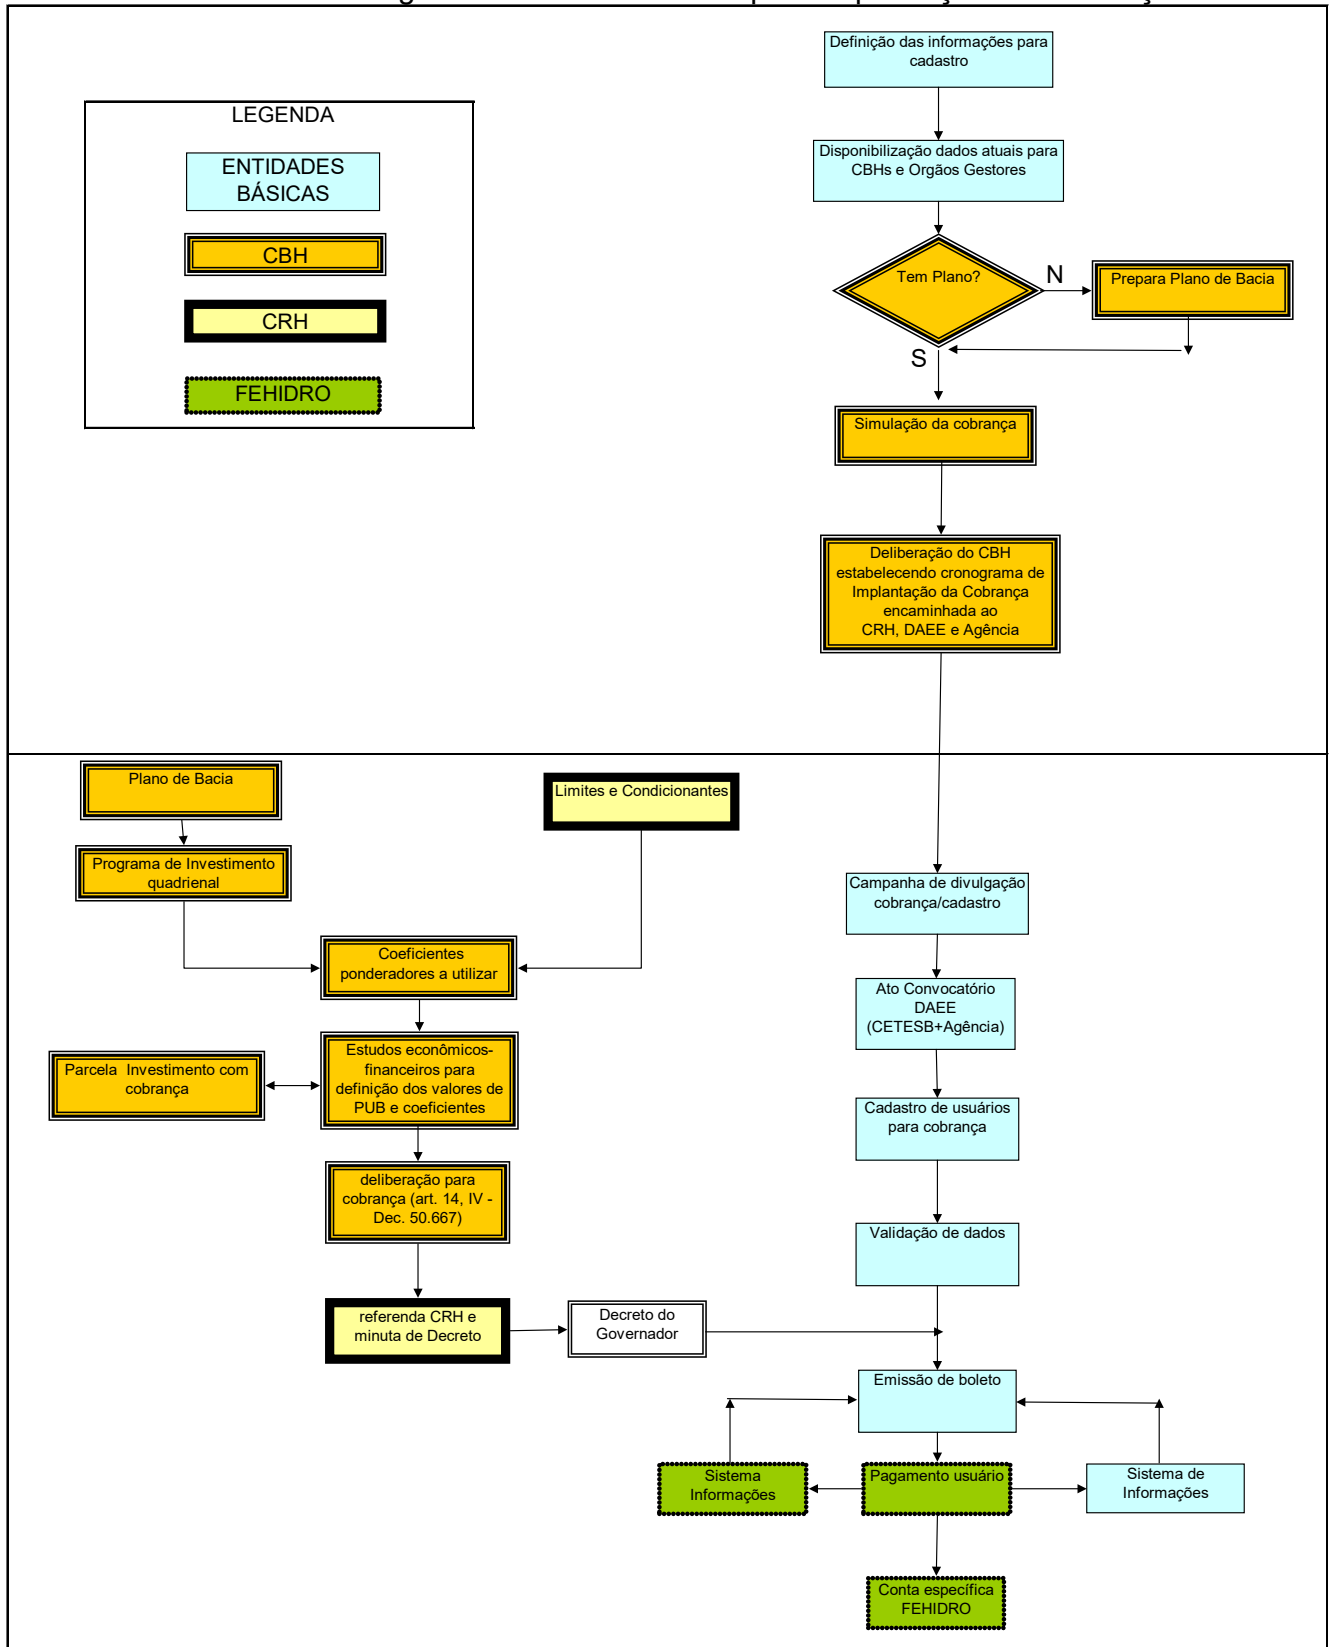 Definição das informações para
cadastro
LEGENDA
ENTIDADES
BÁSICAS
CBH
CRH
FEHIDRO
Disponibilização dados atuais para
CBHs e Orgãos Gestores
Tem Plano?
N
Prepara Plano de Bacia
S
Simulação da cobrança
Deliberação do CBH
estabelecendo cronograma de
Implantação da Cobrança
encaminhada ao
CRH, DAEE e Agência
Plano de Bacia
Limites e Condicionantes
Programa de Investimento
quadrienal
Campanha de divulgação
cobrança/cadastro
Coeficientes
ponderadores a utilizar
Ato Convocatório
DAEE
(CETESB+Agência)
Parcela  Investimento com
cobrança
Estudos econômicos-
financeiros para
definição dos valores de
PUB e coeficientes
Cadastro de usuários
para cobrança
deliberação para
cobrança (art. 14, IV -
Dec. 50.667)
Validação de dados
referenda CRH e
minuta de Decreto
Decreto do
Governador
Emissão de boleto
Sistema
Informações
Pagamento usuário
Sistema de
Informações
Conta específica
FEHIDRO